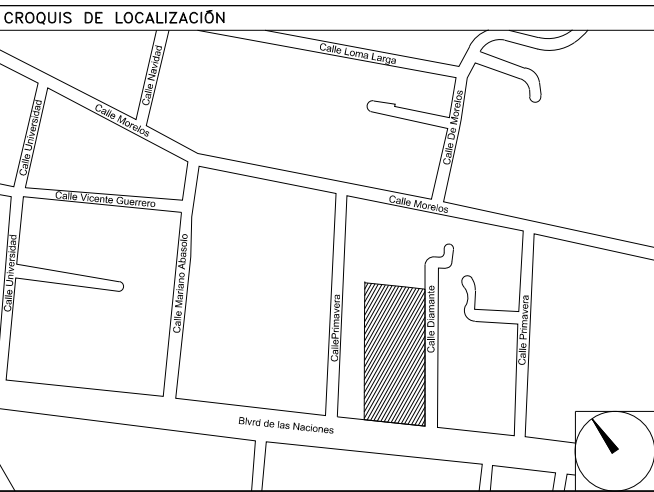 CROQUIS DE LOCALIZACIÓN
Calle Loma Larga
Calle Navidad
Calle Morelos
Calle Universidad
Calle De Morelos
Calle Vicente Guerrero
Calle Morelos
Calle Universidad
Calle Mariano Abasolo
CallePrimavera
Calle Diamante
Calle Primavera
Blvrd de las Naciones